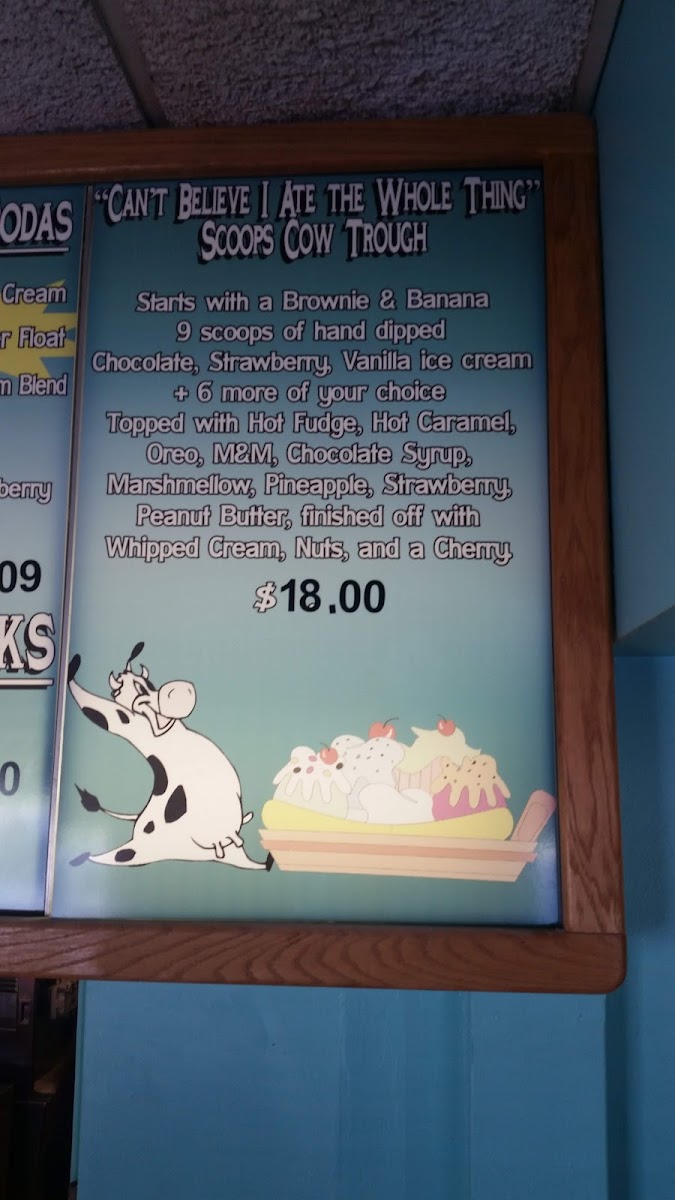 ODAS
Cream
r Float
m Blend
berry
09
KS
0
"CAN'T BELIEVE I ATE THE WHOLE THING"
SCOOPS COW TROUGH
Starts with a Brownie & Banana
9 scoops of hand dipped
Chocolate, Strawberry, Vanilla ice cream
+ 6 more of your choice
Topped with Hot Fudge, Hot Caramel,
Oreo, M&M, Chocolate Syrup,
Marshmellow, Pineapple, Strawberry,
Peanut Butter, finished off with
Whipped Cream, Nuts, and a Cherry.
$18.00